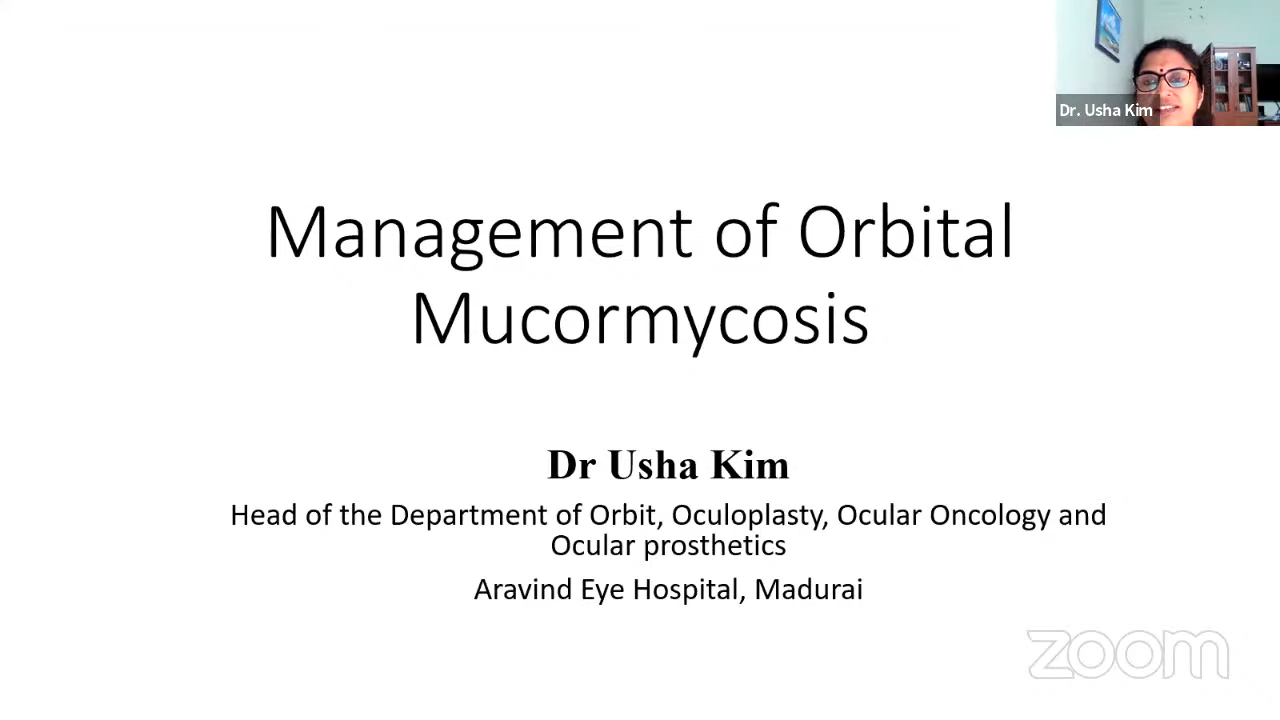 Dr. Usha Kim
Management of Orbital
Mucormycosis
Dr Usha Kim
Head of the Department of Orbit, Oculoplasty, Ocular Oncology and
Ocular prosthetics
Aravind Eye Hospital, Madurai
zoom